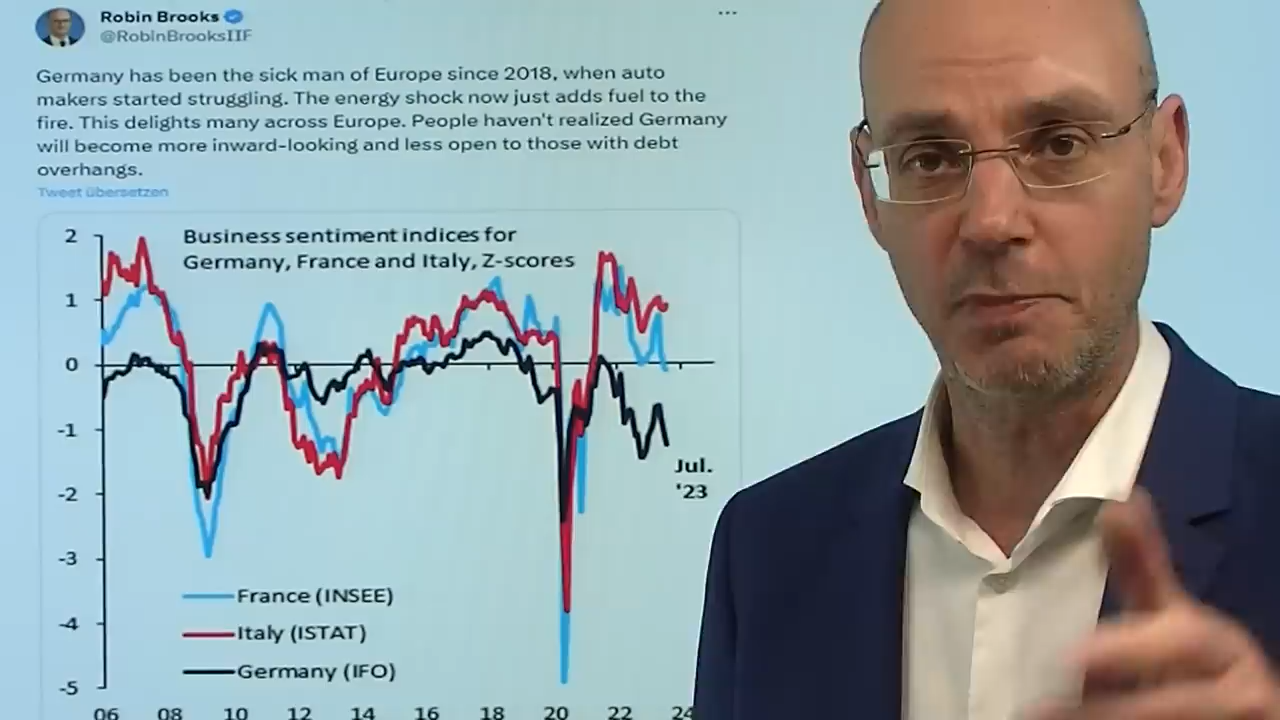 Robin Brooks
@RobinBrooksIIF
...
Germany has been the sick man of Europe since 2018, when auto
makers started struggling. The energy shock now just adds fuel to the
fire. This delights many across Europe. People haven't realized Germany
will become more inward-looking and less open to those with debt
overhangs.
Tweet übersetzen
Business sentiment indices for
Germany, France and Italy, Z-scores
2
1
0
-1
-2
-3
-4
-5
Jul.
'23
France (INSEE)
Italy (ISTAT)
Germany (IFO)
06 08 10 12 14 16 18 20 22 24